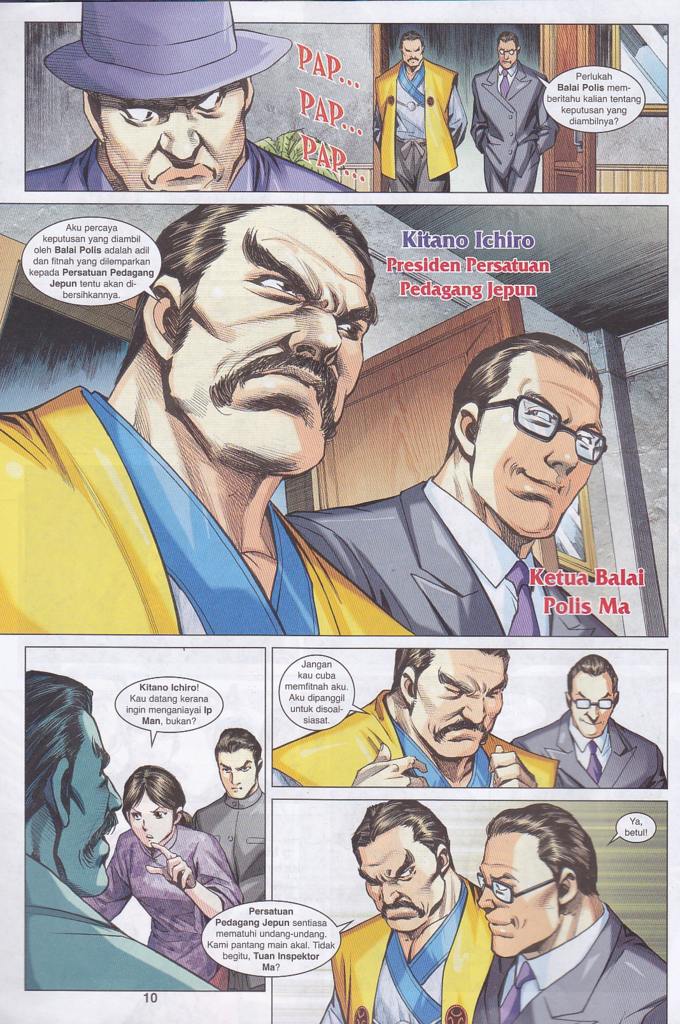 PAP...
PAP...
PAP...
Perlukah
Balai Polis mem-
beritahu kalian tentang
keputusan yang
diambilnya?
Aku percaya
keputusan yang diambil
oleh Balai Polis adalah adil
dan fitnah yang dilemparkan
kepada Persatuan Pedagang
Jepun tentu akan di-
bersihkannya.
Kitano Ichiro
Presiden Persatuan
Pedagang Jepun
Ketua Balai
Polis Ma
Kitano Ichiro!
Kau datang kerana
ingin menganiayai Ip
Man, bukan?
Jangan
kau cuba
memfitnah aku.
Aku dipanggil
untuk disoal-
siasat.
Persatuan
Pedagang Jepun sentiasa
mematuhi undang-undang.
Kami pantang main akal. Tidak
begitu, Tuan Inspektor
Ma?
Ya,
betul!
10